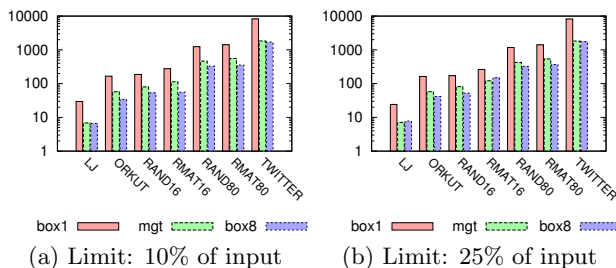 10000
1000
100
10
1
LJ
ORKUT
RAND16
RMAT16
RAND80
RMAT80
TWITTER
box1 mgt box8
(a) Limit: 10% of input
10000
1000
100
10
1
LJ
ORKUT
RAND16
RMAT16
RAND80
RMAT80
TWITTER
box1 mgt box8
(b) Limit: 25% of input